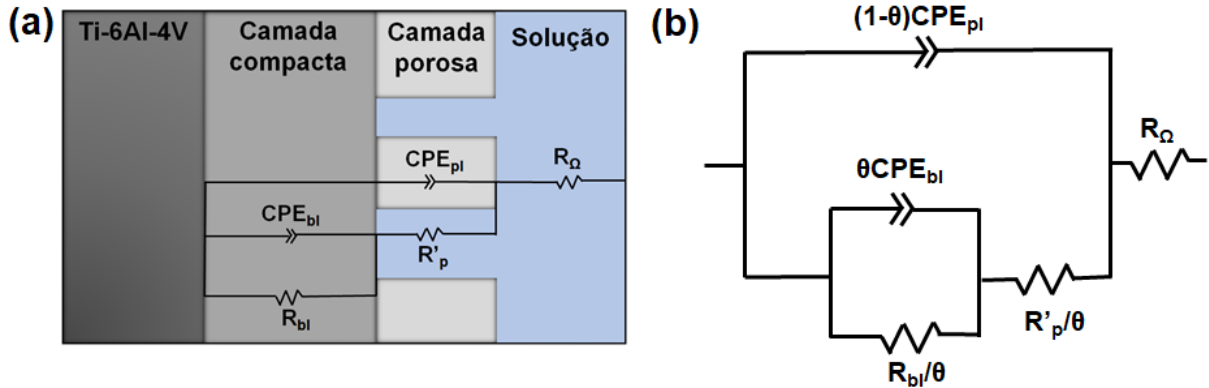 (a)
Ti-6Al-4V
Camada
compacta
Camada
porosa
Solução
CPEpl
RΩ
CPEbl
R'p
Rbl
(b)
(1-θ)CPEpl
RΩ
θCPEbl
R'p/θ
Rbl/θ